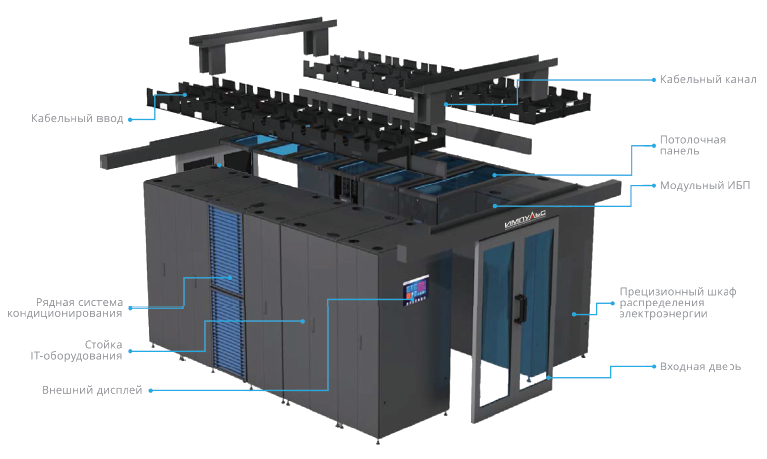 Кабельный канал
Кабельный ввод
Потолочная
панель
Модульный ИБП
ИМПУЛЬС
Рядная система
кондиционирования
Прецизионный шкаф
распределения
электроэнергии
Стойка
IT-оборудования
Входная дверь
Внешний дисплей